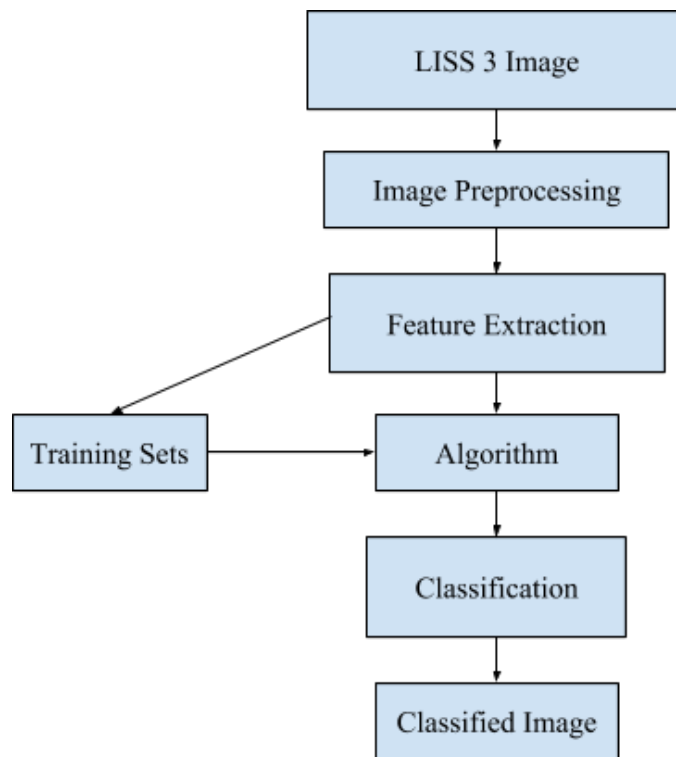 LISS 3 Image
Image Preprocessing
Feature Extraction
Training Sets
Algorithm
Classification
Classified Image